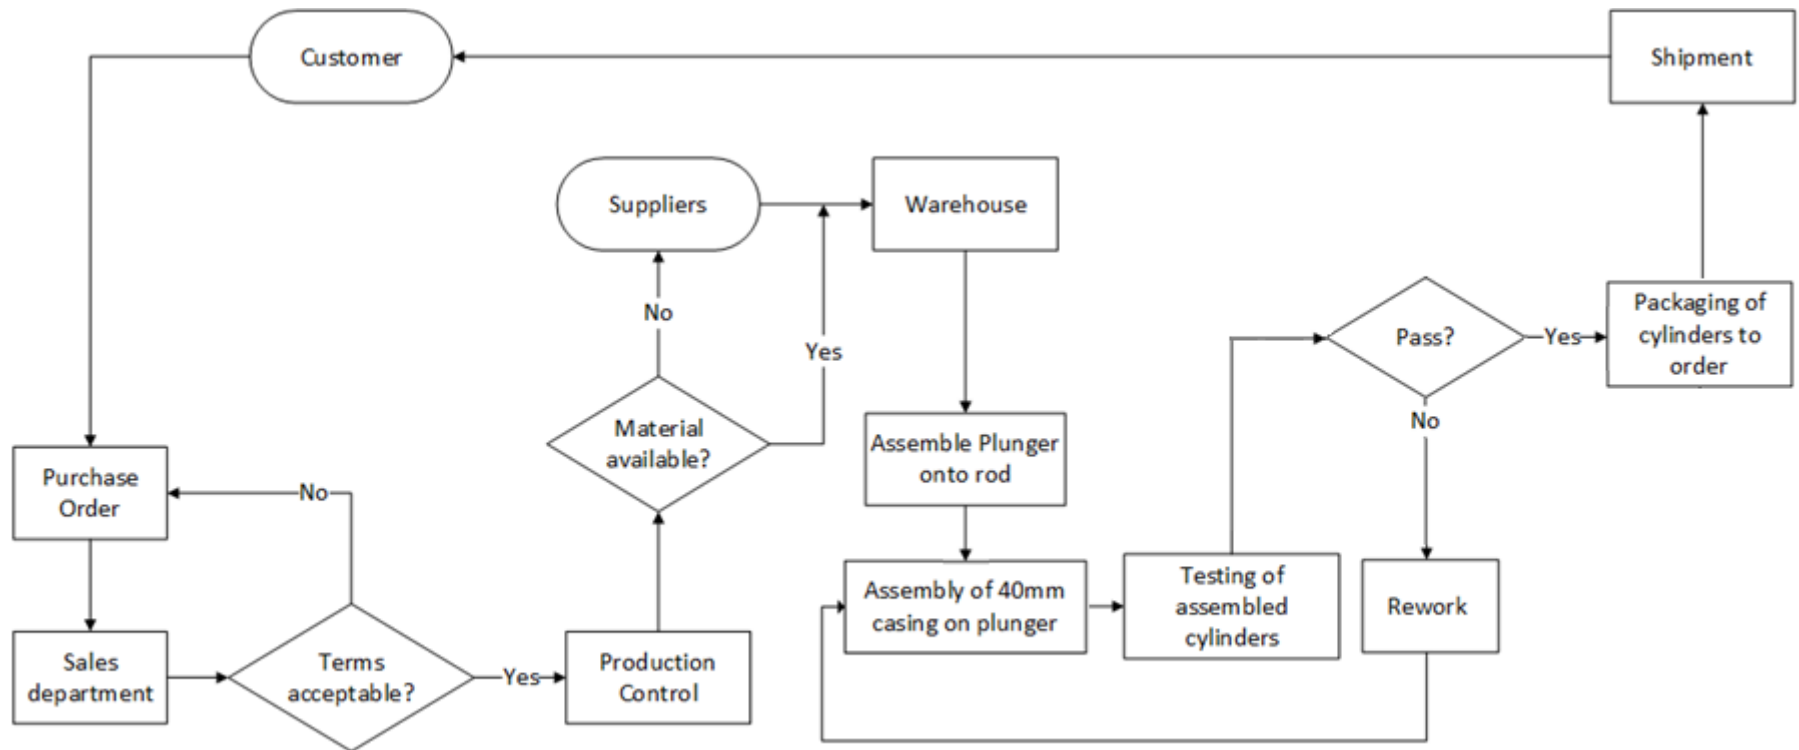 Customer
Shipment
Suppliers
Warehouse
No
Yes
Material
available?
Pass?
Yes
Packaging of
cylinders to
order
No
Assemble Plunger
onto rod
Purchase
Order
No
Assembly of 40mm
casing on plunger
Testing of
assembled
cylinders
Rework
Sales
department
Terms
acceptable?
Yes
Production
Control